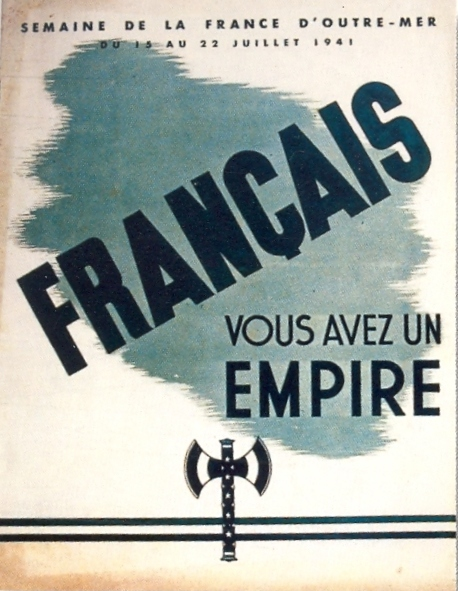 SEMAINE DE LA FRANCE D'OUTRE-MER
DU 15 AU 22 JUILLET 1941
FRANÇAIS
VOUS AVEZ UN
EMPIRE